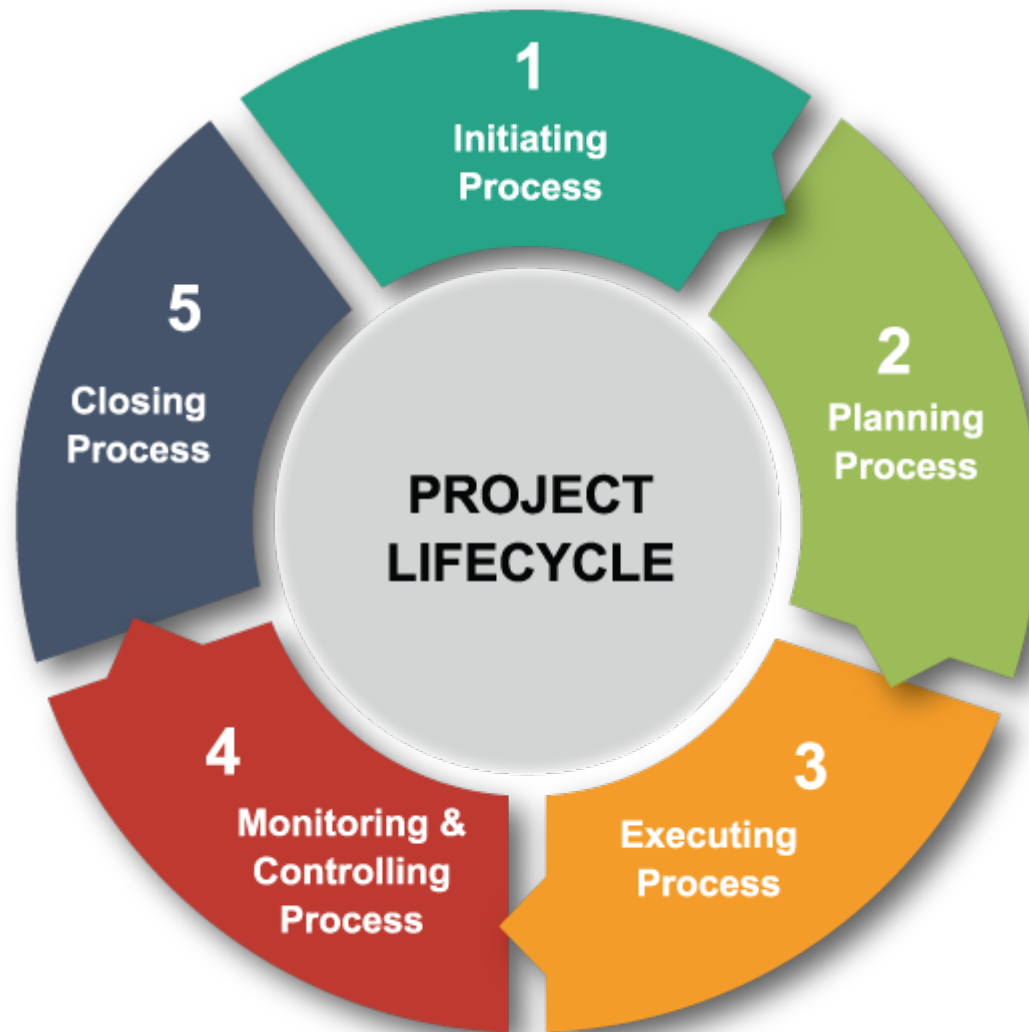 1
Initiating
Process
2
Planning
Process
3
Executing
Process
4
Monitoring &
Controlling
Process
5
Closing
Process
PROJECT
LIFECYCLE